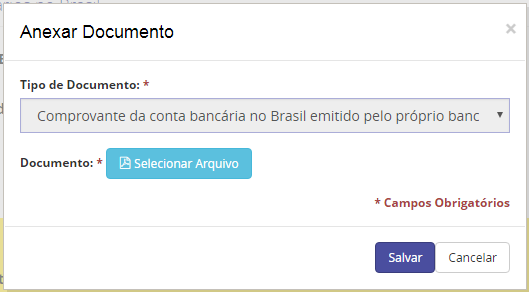 Anexar Documento ×
Tipo de Documento: *
Comprovante da conta bancária no Brasil emitido pelo próprio banc
Documento: * Selecionar Arquivo
* Campos Obrigatórios
Salvar Cancelar